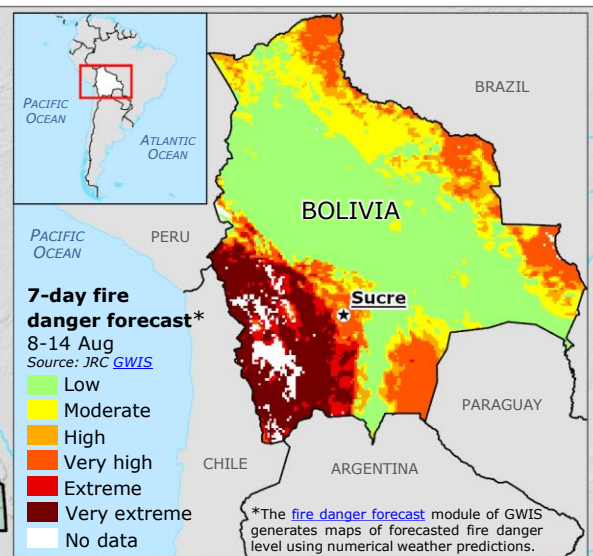 PACIFIC
OCEAN
ATLANTIC
OCEAN
BRAZIL
BOLIVIA
PACIFIC
OCEAN
PERU
Sucre
PARAGUAY
CHILE
ARGENTINA
7-day fire
danger forecast*
8-14 Aug
Source: JRC GWIS
Low
Moderate
High
Very high
Extreme
Very extreme
No data
*The fire danger forecast module of GWIS
generates maps of forecasted fire danger
level using numerical weather predictions.